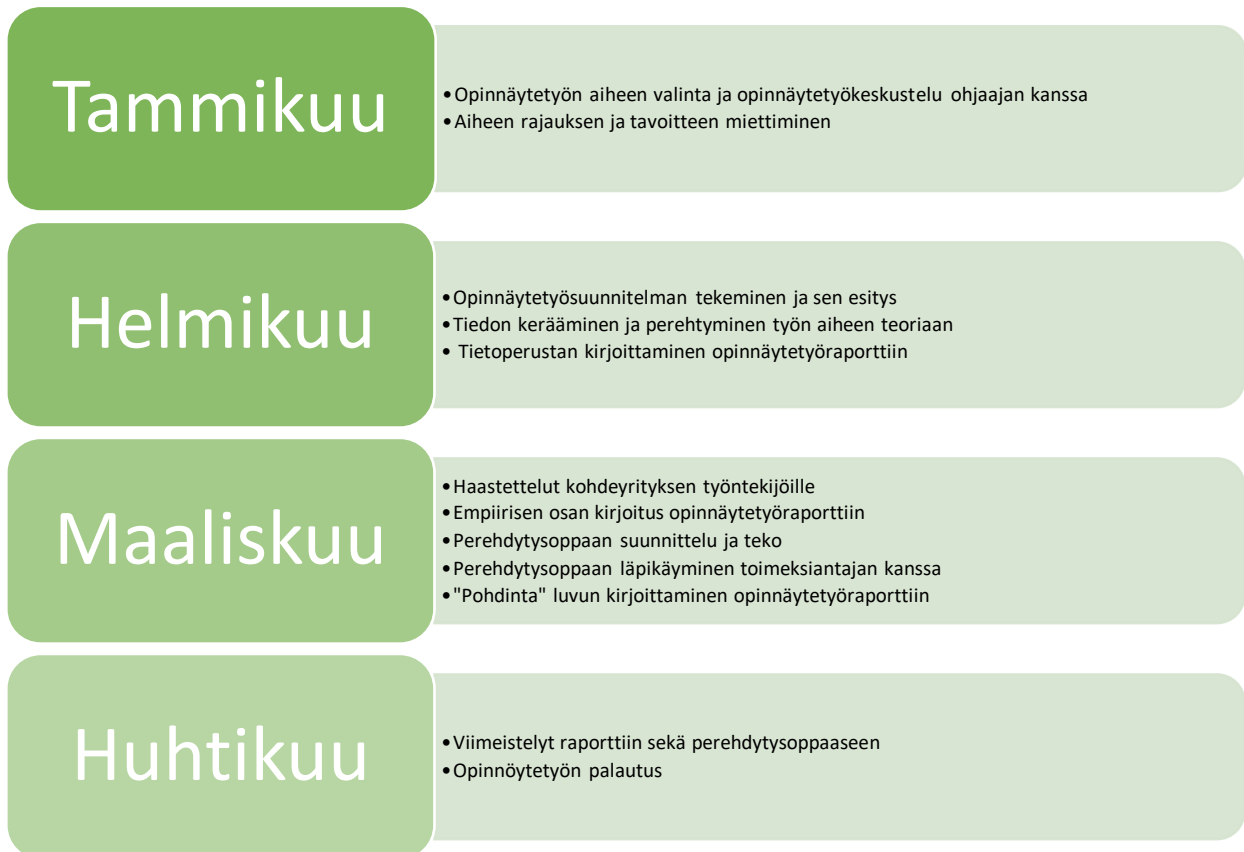 Tammikuu
•Opinnäytetyön aiheen valinta ja opinnäytetyökeskustelu ohjaajan kanssa
•Aiheen rajauksen ja tavoitteen miettiminen
Helmikuu
•Opinnäytetyösuunnitelman tekeminen ja sen esitys
•Tiedon kerääminen ja perehtyminen työn aiheen teoriaan
• Tietoperustan kirjoittaminen opinnäytetyöraporttiin
Maaliskuu
•Haastettelut kohdeyrityksen työntekijöille
•Empiirisen osan kirjoitus opinnäytetyöraporttiin
•Perehdytysoppaan suunnittelu ja teko
•Perehdytysoppaan läpikäyminen toimeksiantajan kanssa
•"Pohdinta" luvun kirjoittaminen opinnäytetyöraporttiin
Huhtikuu
•Viimeistelyt raporttiin sekä perehdytysoppaaseen
•Opinnöytetyön palautus